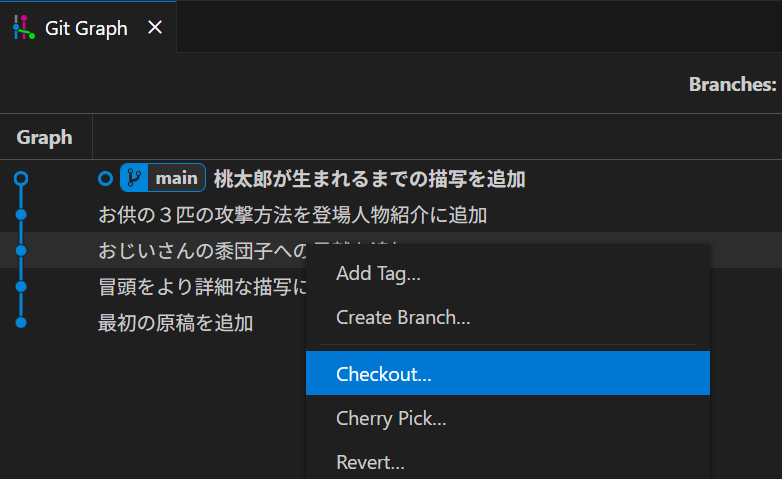 Git Graph
Branches:
Graph
main 桃太郎が生まれるまでの描写を追加
お供の３匹の攻撃方法を登場人物紹介に追加
おじいさんの黍団子への
冒頭をより詳細な描写に
最初の原稿を追加
Add Tag...
Create Branch...
Checkout...
Cherry Pick...
Revert...